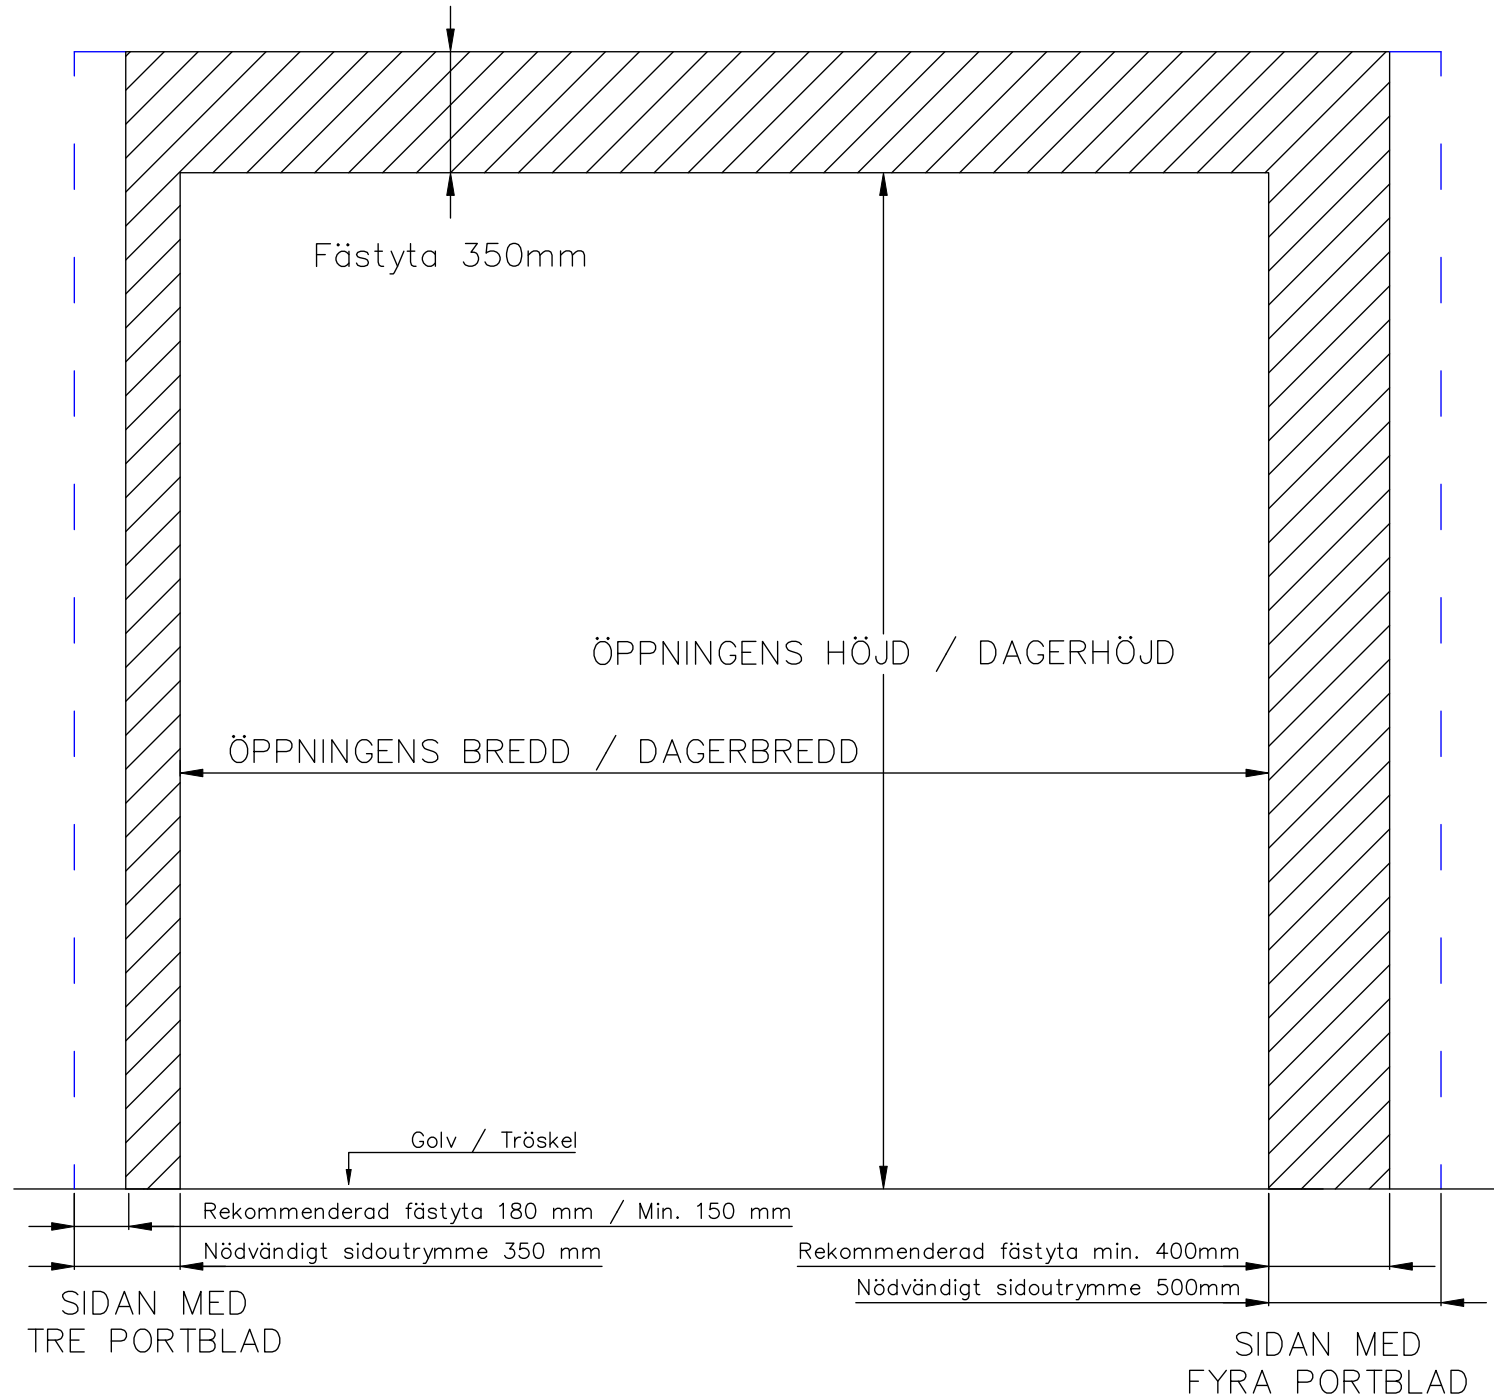 Fästyta 350mm
ÖPPNINGENS HÖJD / DAGERHÖJD
ÖPPNINGENS BREDD / DAGERBREDD
Golv / Tröskel
Rekommenderad fästyta 180 mm / Min. 150 mm
Nödvändigt sidoutrymme 350 mm
Rekommenderad fästyta min. 400mm
Nödvändigt sidoutrymme 500mm
SIDAN MED
TRE PORTBLAD
SIDAN MED
FYRA PORTBLAD